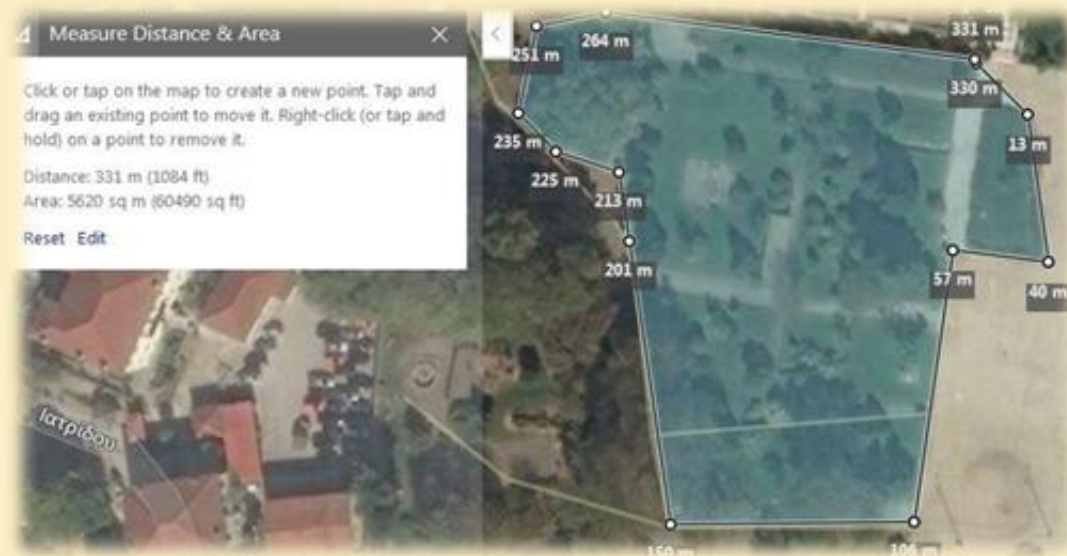 Measure Distance & Area
Click or tap on the map to create a new point. Tap and
drag an existing point to move it. Right-click (or tap and
hold) on a point to remove it.
Distance: 331 m (1084 ft)
Area: 5620 sq m (60490 sq ft)
Reset Edit
251 m
264 m
331 m
330 m
235 m
13 m
225 m
213 m
201 m
57 m
40 m
Ιατρίδου
106 m